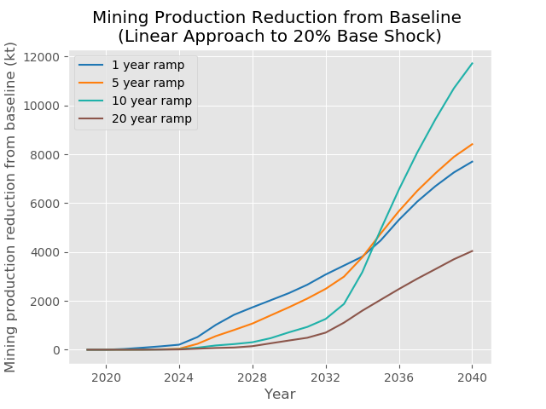 Mining Production Reduction from Baseline
(Linear Approach to 20% Base Shock)
Mining production reduction from baseline (kt)
12000
10000
8000
6000
4000
2000
0
1 year ramp
5 year ramp
10 year ramp
20 year ramp
2020
2024
2028
2032
2036
2040
Year